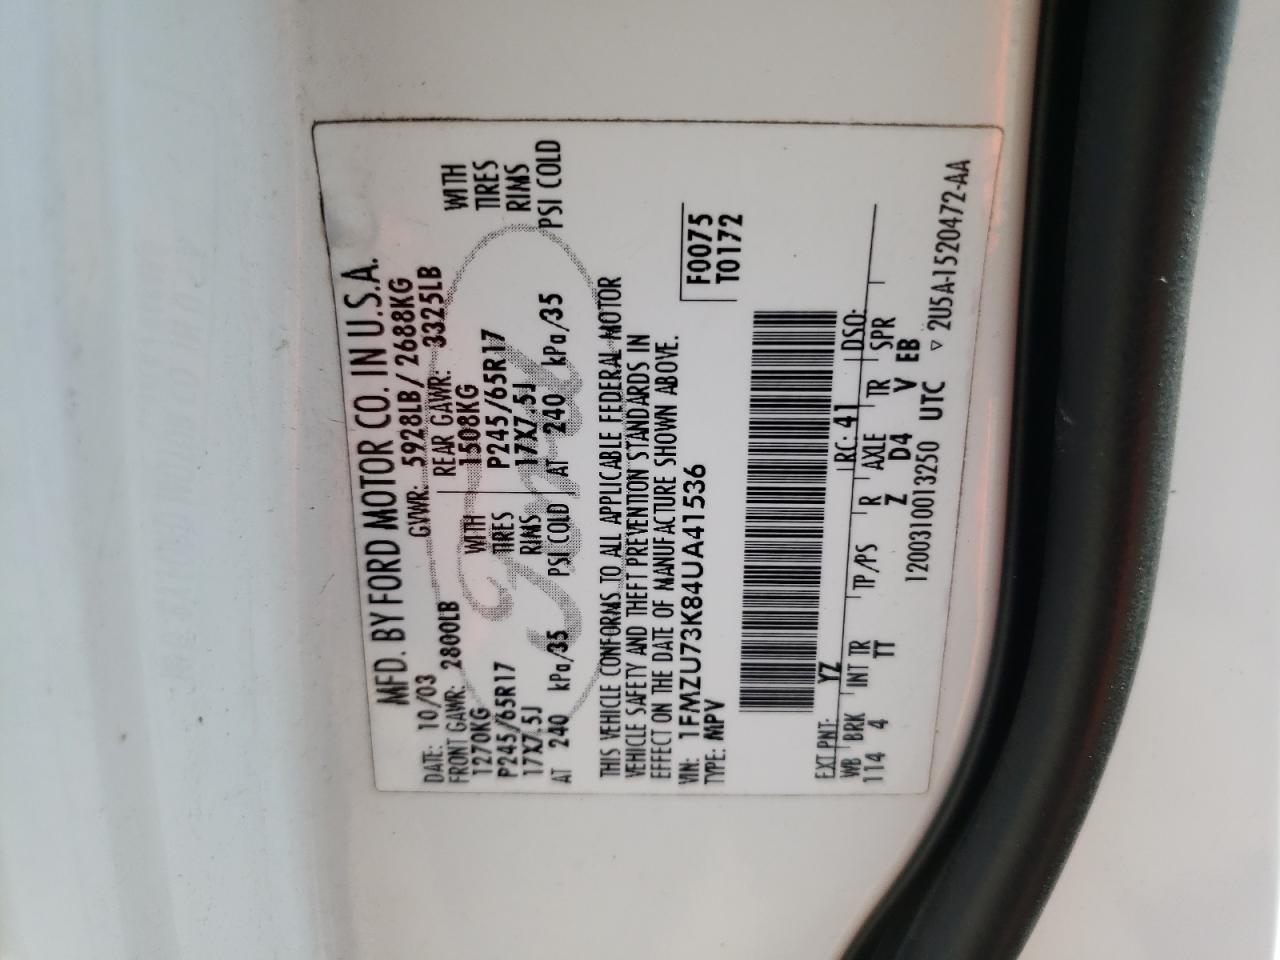 MFD. BY FORD MOTOR CO. IN U.S.A.
DATE: 10/03 GVWR: 5928LB / 2688KG
FRONT GAWR: 2800LB REAR GAWR: 3325LB
1270KG WITH 1508KG WITH
P245/65R17 TIRES P245/65R17 TIRES
17X7.5J RIMS 17X7.5J RIMS
AT 240 kPa/35 PSI COLD AT 240 kPa/35 PSI COLD
THIS VEHICLE CONFORMS TO ALL APPLICABLE FEDERAL MOTOR
VEHICLE SAFETY AND THEFT PREVENTION STANDARDS IN
EFFECT ON THE DATE OF MANUFACTURE SHOWN ABOVE.
VIN: 1FMZU73K84UA41536 F0075
TYPE: MPV T0172
EXT PNT: YZ RC: 41 DSO:
WB BRK INT TR TP/PS R AXLE TR SPR
114 4 TT Z D4 V EB
1200310013250 UTC ▽ 2U5A-1520472-AA
Ford